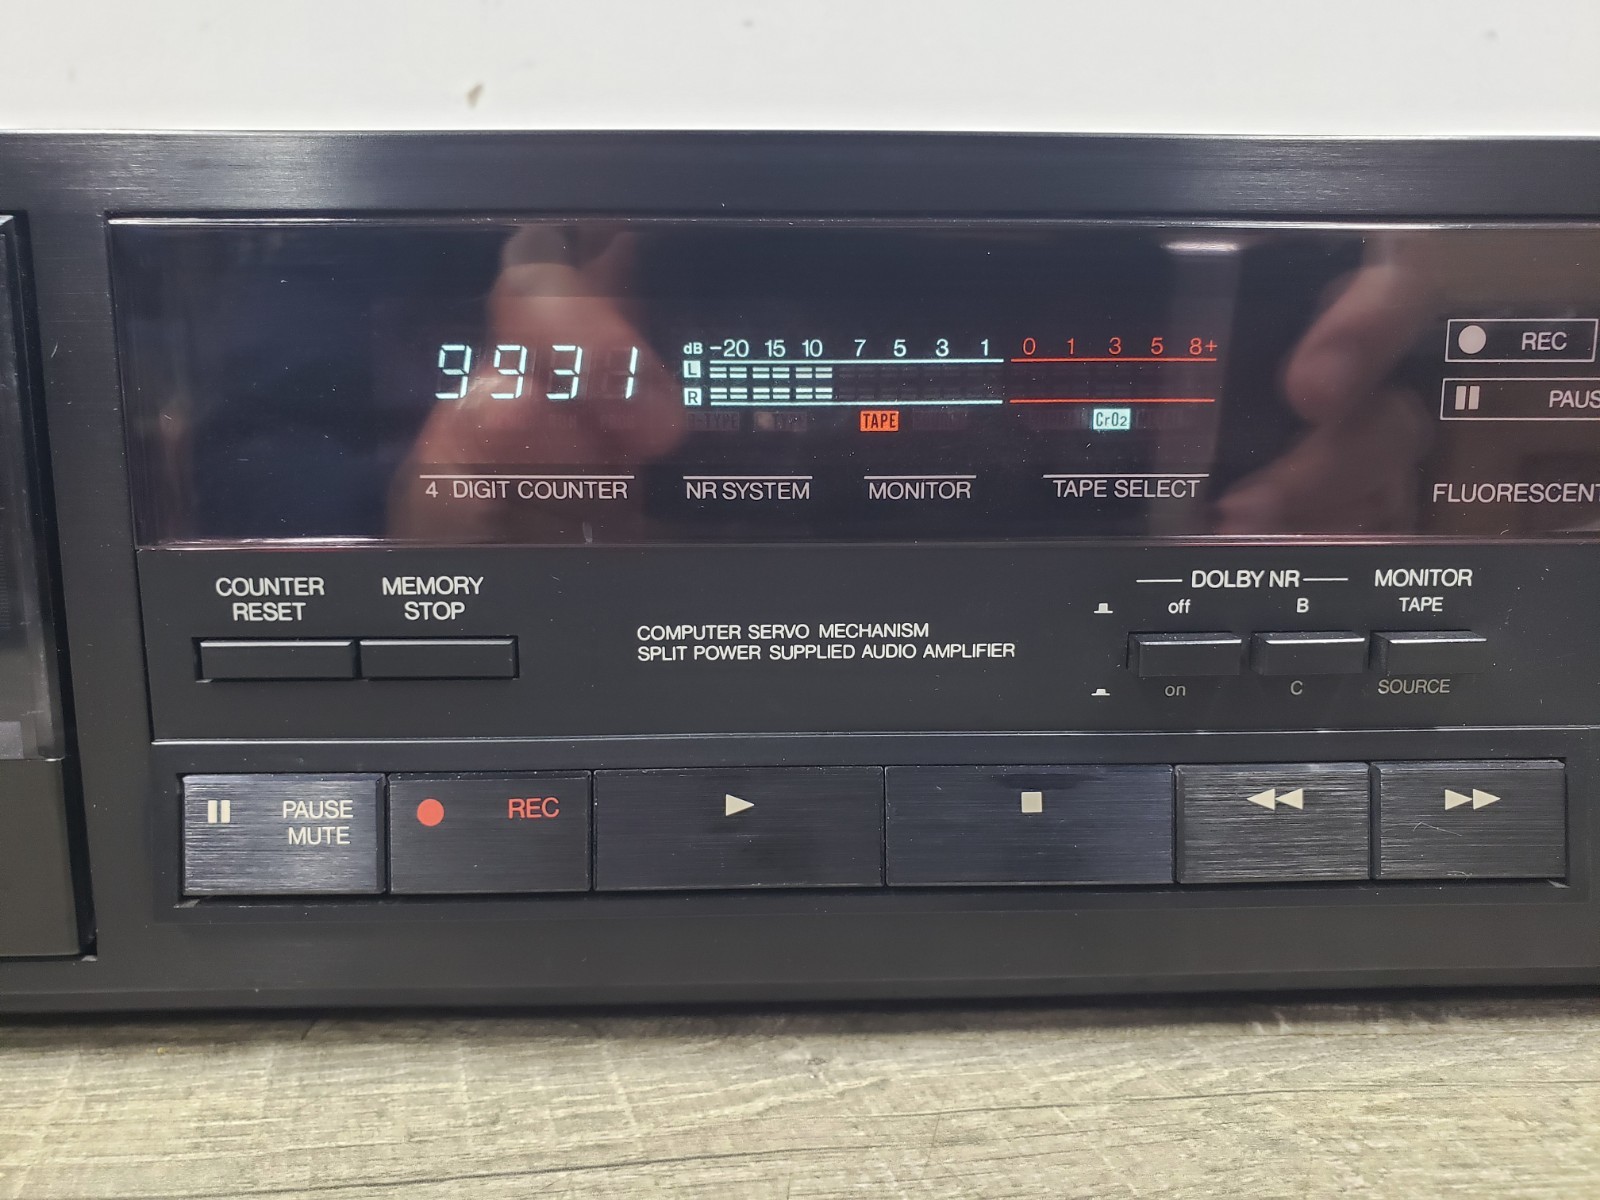 9931
dB -20 15 10 7 5 3 1 0 1 3 5 8+
L
R
TAPE
CrO2
4 DIGIT COUNTER
NR SYSTEM
MONITOR
TAPE SELECT
REC
PAUS
FLUORESCENT
COUNTER
RESET
MEMORY
STOP
COMPUTER SERVO MECHANISM
SPLIT POWER SUPPLIED AUDIO AMPLIFIER
DOLBY NR
MONITOR
off
B
TAPE
on
C
SOURCE
PAUSE
MUTE
REC